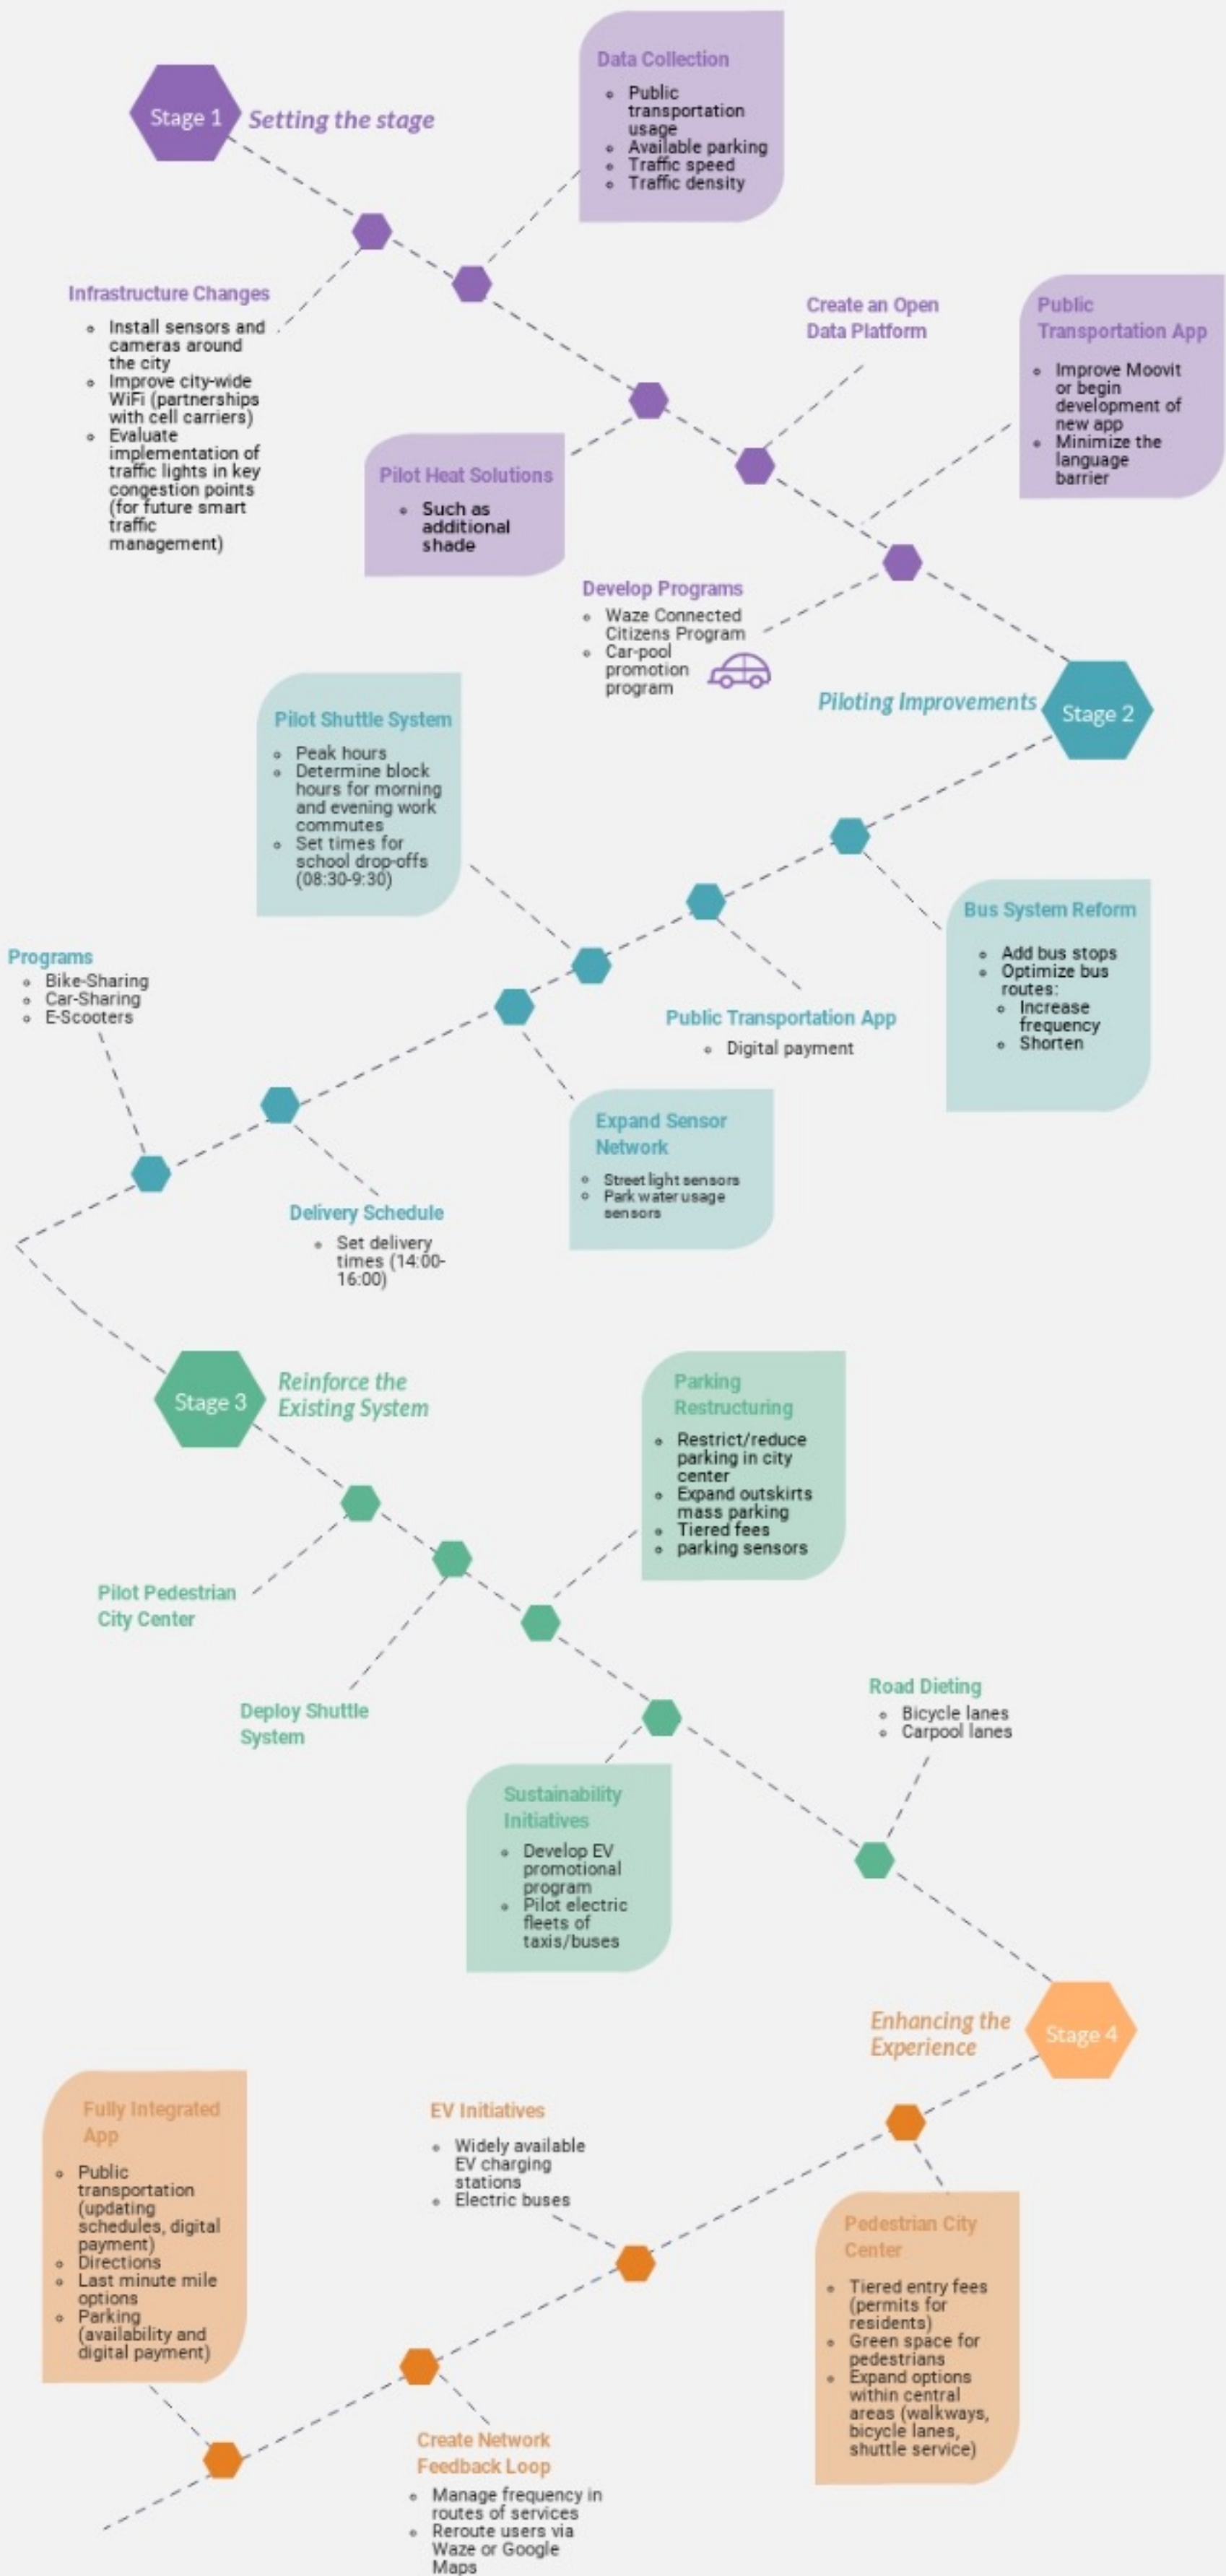 Stage 1
Setting the stage
Data Collection
Public
transportation
usage
Available parking
Traffic speed
Traffic density
Infrastructure Changes
Install sensors and
cameras around
the city
Improve city-wide
WiFi (partnerships
with cell carriers)
Evaluate
implementation of
traffic lights in key
congestion points
(for future smart
traffic
management)
Pilot Heat Solutions
Such as
additional
shade
Create an Open
Data Platform
Public
Transportation App
Improve Moovit
or begin
development of
new app
Minimize the
language
barrier
Develop Programs
Waze Connected
Citizens Program
Car-pool
promotion
program
Stage 2
Piloting Improvements
Bus System Reform
Add bus stops
Optimize bus
routes:
Increase
frequency
Shorten
Public Transportation App
Digital payment
Pilot Shuttle System
Peak hours
Determine block
hours for morning
and evening work
commutes
Set times for
school drop-offs
(08:30-9:30)
Expand Sensor
Network
Street light sensors
Park water usage
sensors
Delivery Schedule
Set delivery
times (14:00-
16:00)
Programs
Bike-Sharing
Car-Sharing
E-Scooters
Stage 3
Reinforce the
Existing System
Pilot Pedestrian
City Center
Deploy Shuttle
System
Parking
Restructuring
Restrict/reduce
parking in city
center
Expand outskirts
mass parking
Tiered fees
parking sensors
Sustainability
Initiatives
Develop EV
promotional
program
Pilot electric
fleets of
taxis/buses
Road Dieting
Bicycle lanes
Carpool lanes
Stage 4
Enhancing the
Experience
Pedestrian City
Center
Tiered entry fees
(permits for
residents)
Green space for
pedestrians
Expand options
within central
areas (walkways,
bicycle lanes,
shuttle service)
EV Initiatives
Widely available
EV charging
stations
Electric buses
Create Network
Feedback Loop
Manage frequency in
routes of services
Reroute users via
Waze or Google
Maps
Fully Integrated
App
Public
transportation
(updating
schedules, digital
payment)
Directions
Last minute mile
options
Parking
(availability and
digital payment)